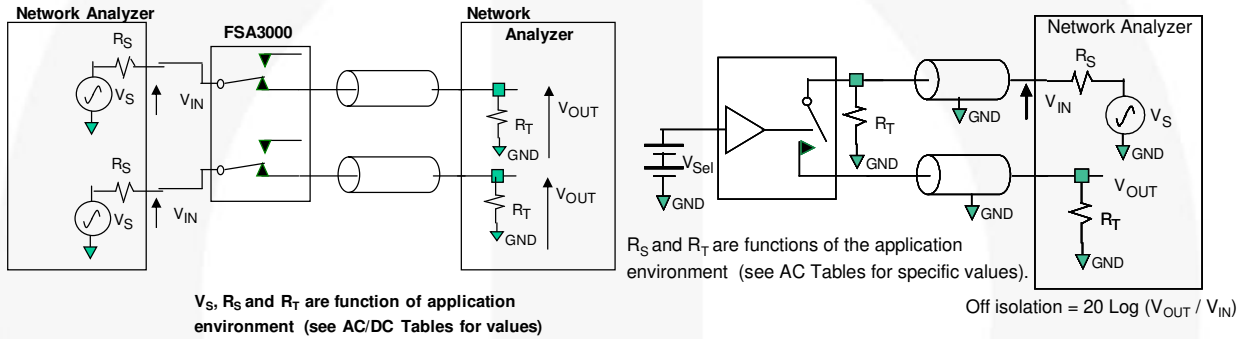 Network Analyzer
FSA3000
Network
Analyzer
RS
VS
VIN
RS
VS
VIN
RT
GND
VOUT
RT
GND
VOUT
VS, RS and RT are function of application
environment (see AC/DC Tables for values)
Network Analyzer
RS
VIN
VS
GND
RT
GND
VSel
GND
VOUT
RT
GND
GND
RS and RT are functions of the application
environment (see AC Tables for specific values).
Off isolation = 20 Log (VOUT / VIN)